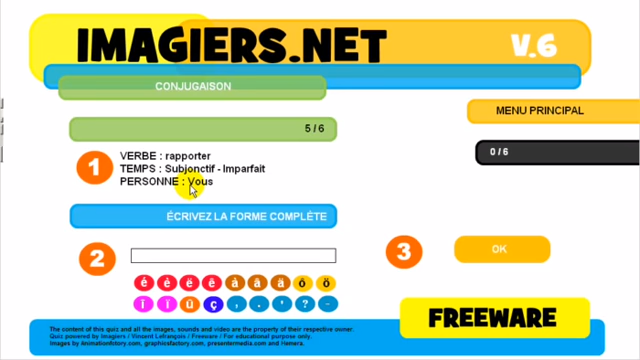 IMAGIERS.NET
V.6
CONJUGAISON
MENU PRINCIPAL
5 / 6
0 / 6
1
VERBE : rapporter
TEMPS : Subjonctif - Imparfait
PERSONNE : Vous
ÉCRIVEZ LA FORME COMPLÈTE
2
3
OK
ç , . ' ? -
FREEWARE
The content of this quiz and all the images, sounds and video are the property of their respective owner.
Quiz powered by Imagiers / Vincent Lefrançois / Freeware / For educational purpose only.
Images by Animationfactory.com, graphicsfactory.com, presentermedia.com and Hemera.